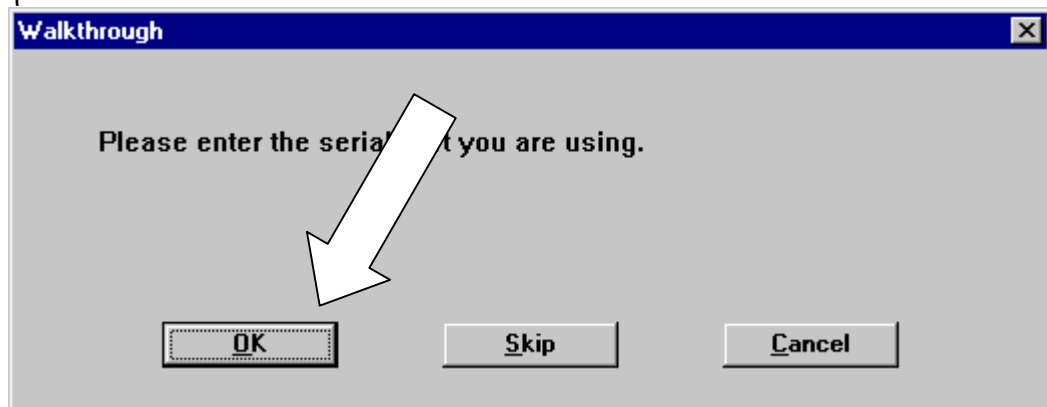 Walkthrough
Please enter the serial t you are using.
OK
Skip
Cancel